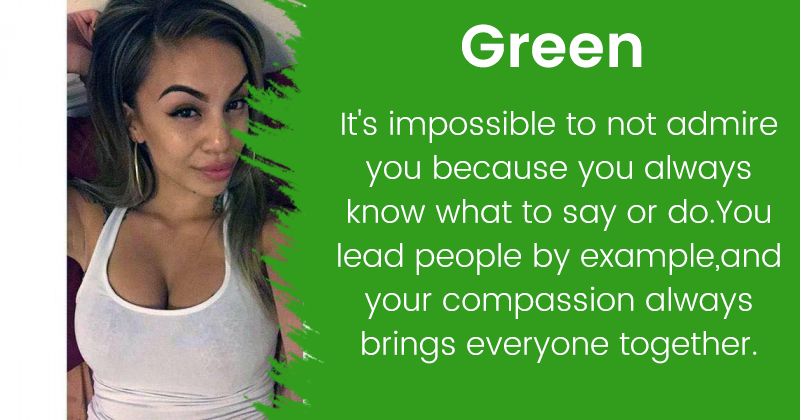 Green
It's impossible to not admire
you because you always
know what to say or do.You
lead people by example,and
your compassion always
brings everyone together.